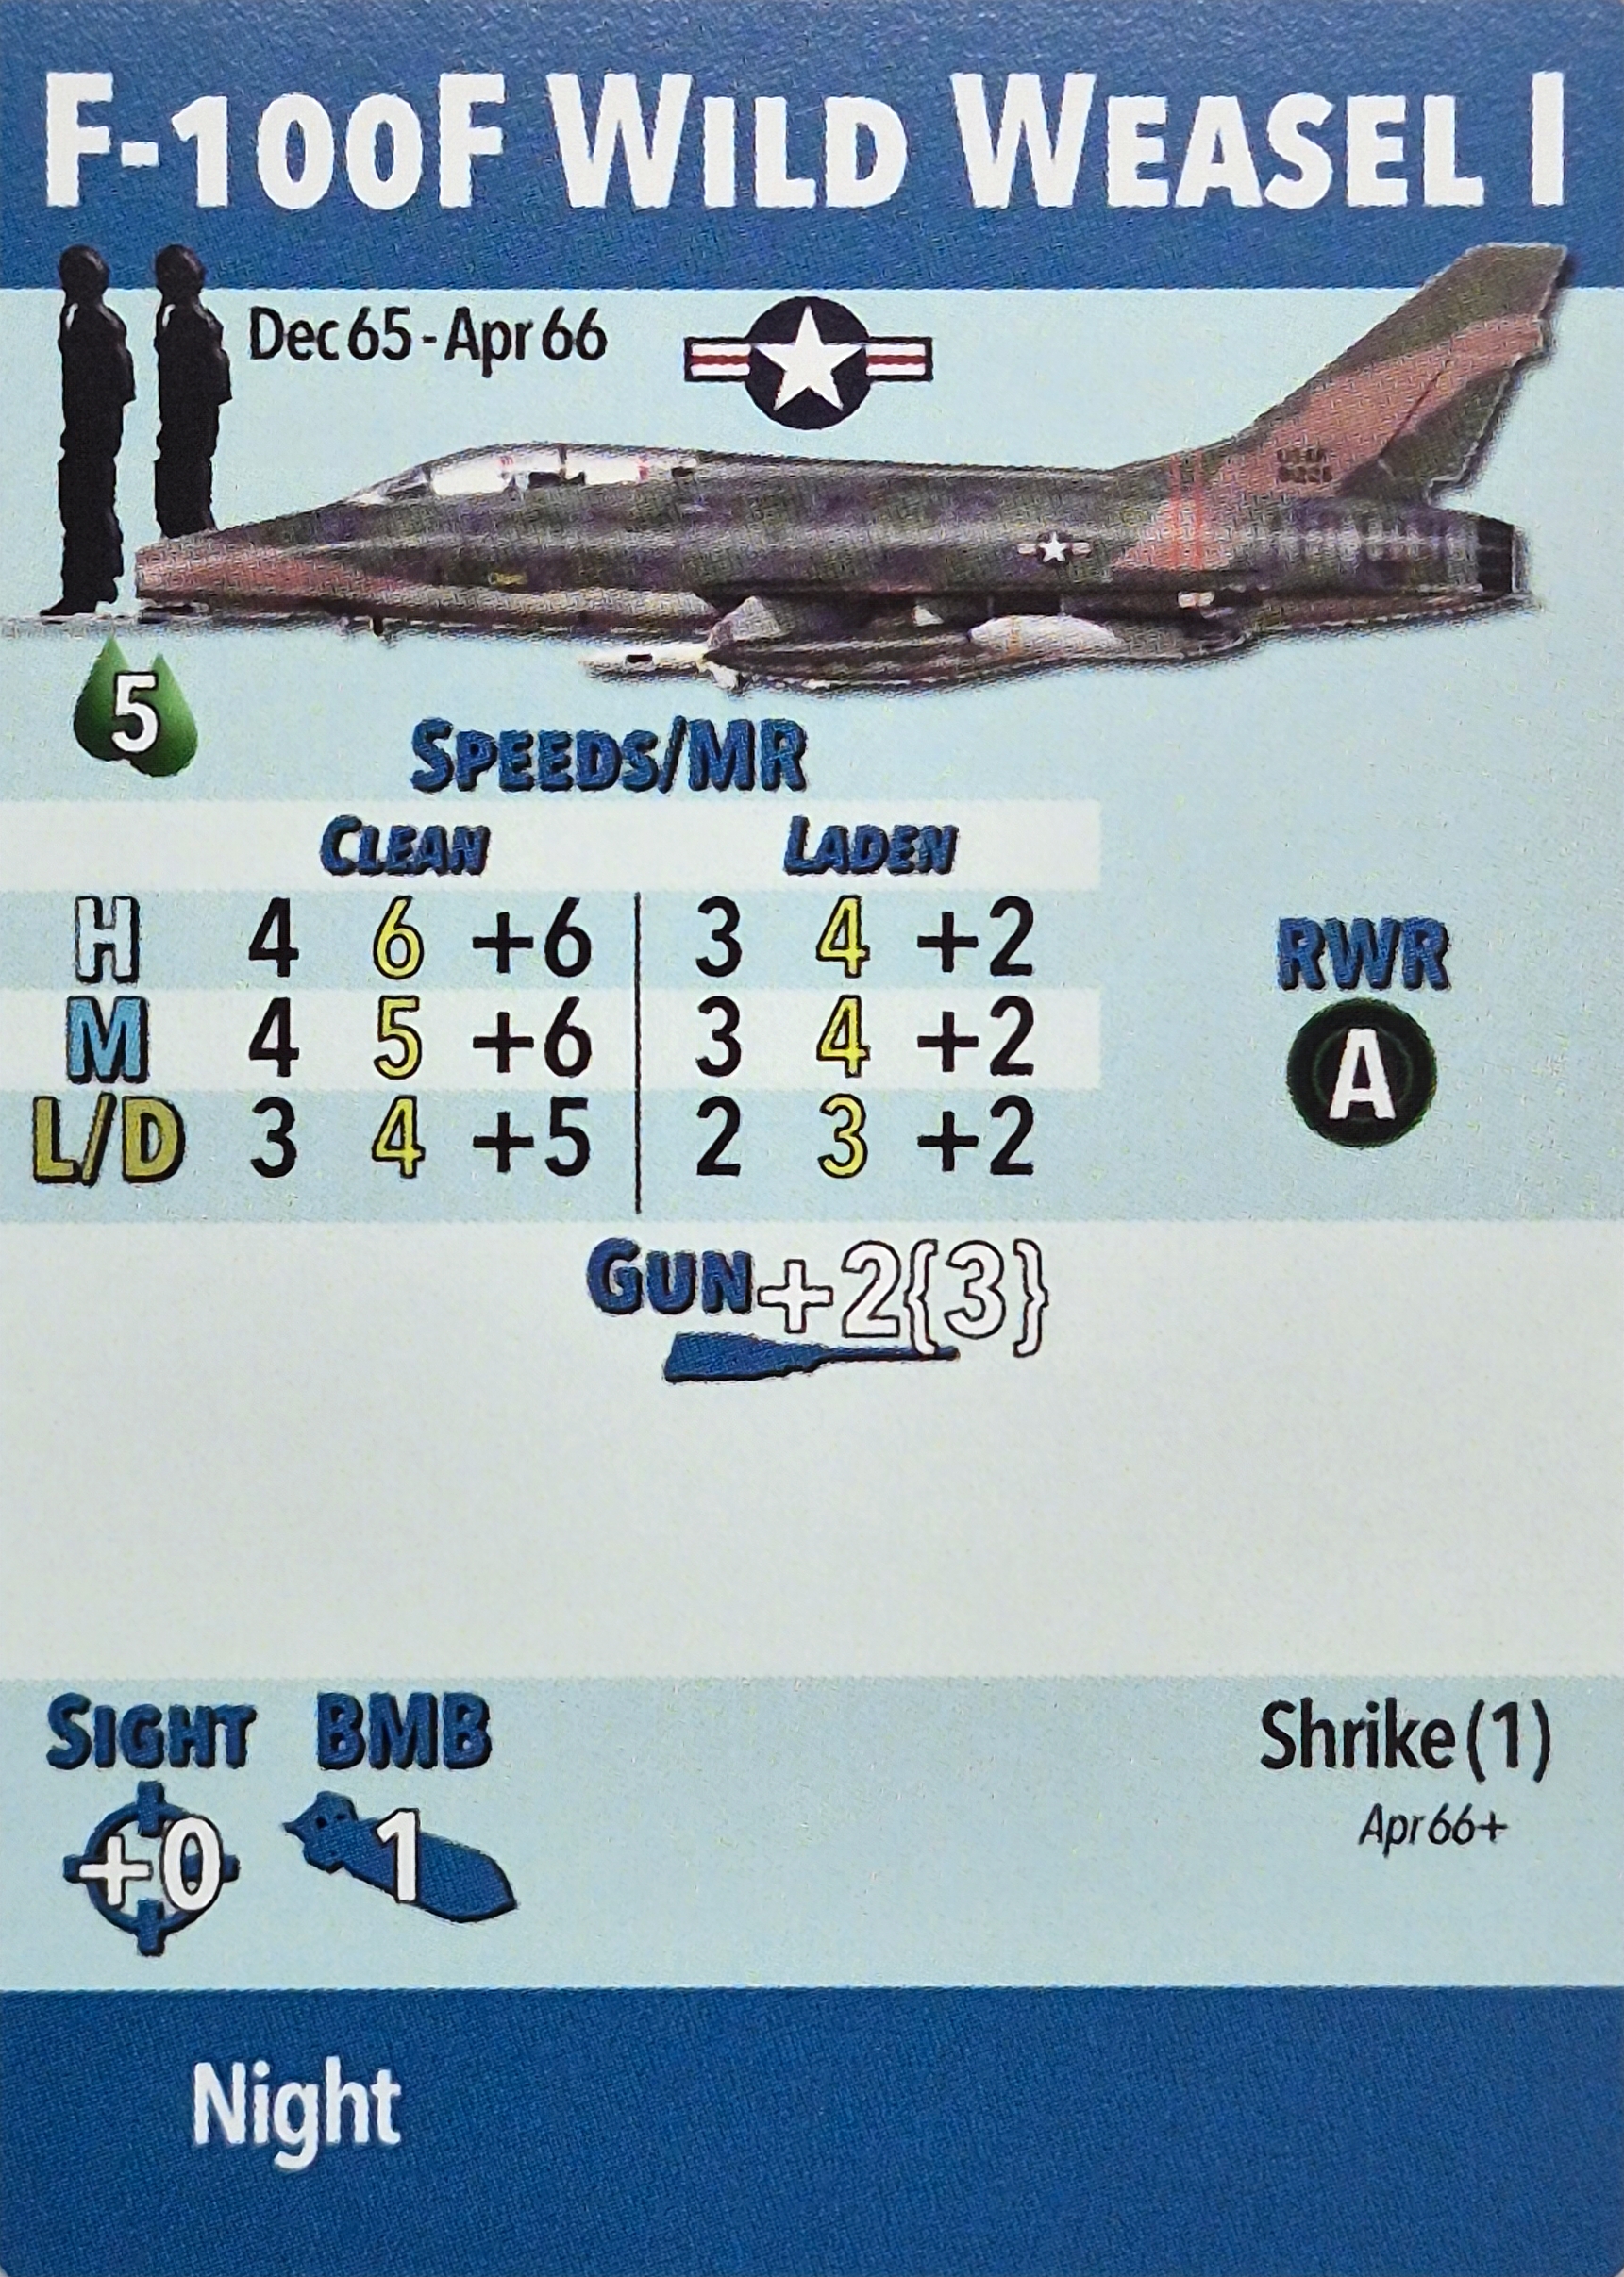 F-100F WILD WEASEL I
Dec 65 - Apr 66
5
SPEEDS/MR
CLEAN LADEN
H 4 6 +6 3 4 +2
M 4 5 +6 3 4 +2
L/D 3 4 +5 2 3 +2
RWR
A
GUN +2{3}
SIGHT BMB
+0 1
Shrike (1)
Apr 66+
Night